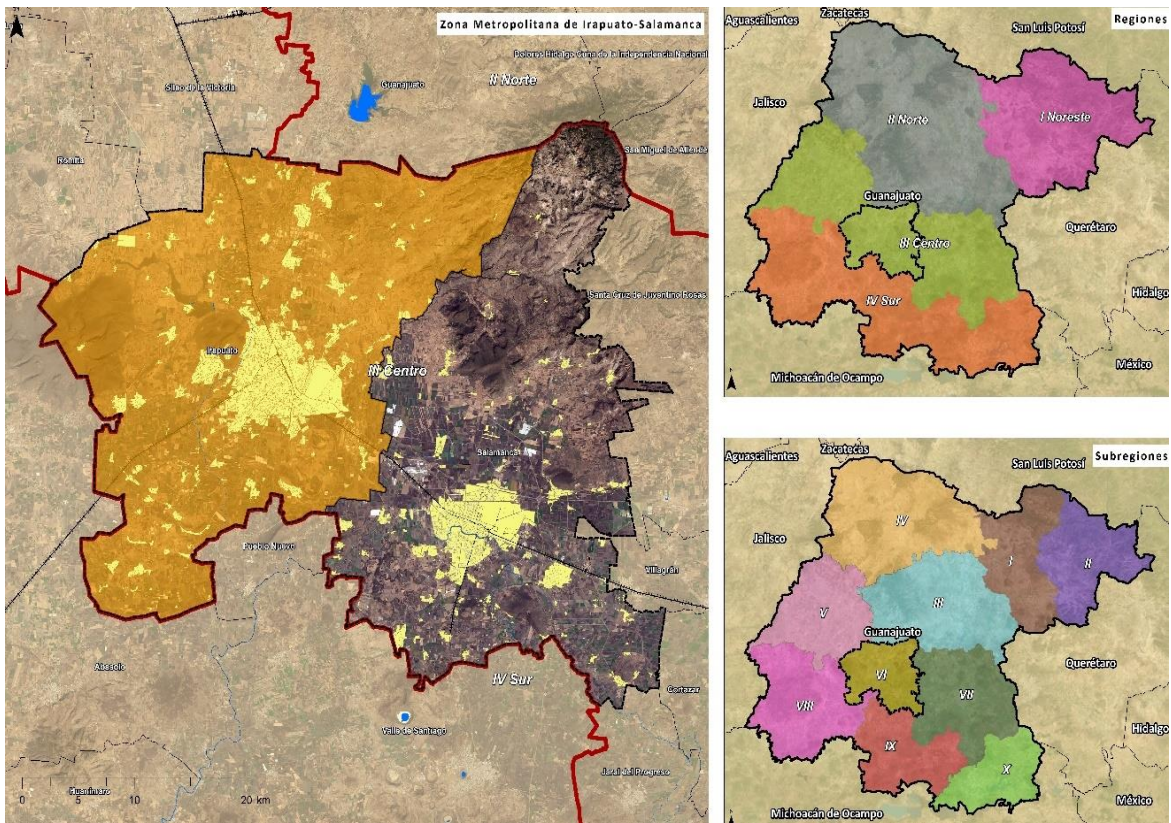 Zona Metropolitana de Irapuato-Salamanca
Dolores Hidalgo Cuna de la Independencia Nacional
II Norte
Guanajuato
Silao de la Victoria
Romita
San Miguel de Allende
Santa Cruz de Juventino Rosas
Irapuato
III Centro
Salamanca
Pueblo Nuevo
Villagrán
Abasolo
IV Sur
Cortazar
Valle de Santiago
Jaral del Progreso
Huanímaro
0 5 10 20 km
Regiones
Zacatecas
Aguascalientes
San Luis Potosí
Jalisco
II Norte
I Noreste
Guanajuato
Querétaro
III Centro
IV Sur
Hidalgo
México
Michoacán de Ocampo
Subregiones
Zacatecas
Aguascalientes
San Luis Potosí
IV
Jalisco
I
II
III
V
Guanajuato
Querétaro
VI
VII
VIII
IX
Hidalgo
X
México
Michoacán de Ocampo